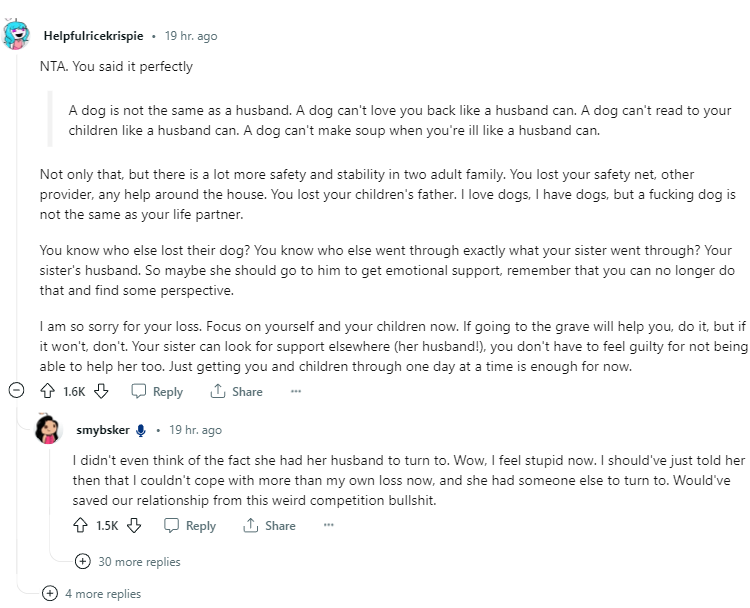 Helpfulricekrispie • 19 hr. ago
NTA. You said it perfectly
A dog is not the same as a husband. A dog can't love you back like a husband can. A dog can't read to your
children like a husband can. A dog can't make soup when you're ill like a husband can.
Not only that, but there is a lot more safety and stability in two adult family. You lost your safety net, other
provider, any help around the house. You lost your children's father. I love dogs, I have dogs, but a fucking dog is
not the same as your life partner.
You know who else lost their dog? You know who else went through exactly what your sister went through? Your
sister's husband. So maybe she should go to him to get emotional support, remember that you can no longer do
that and find some perspective.
I am so sorry for your loss. Focus on yourself and your children now. If going to the grave will help you, do it, but if
it won't, don't. Your sister can look for support elsewhere (her husband!), you don't have to feel guilty for not being
able to help her too. Just getting you and children through one day at a time is enough for now.
1.6K Reply Share ...
smybsker • 19 hr. ago
I didn't even think of the fact she had her husband to turn to. Wow, I feel stupid now. I should've just told her
then that I couldn't cope with more than my own loss now, and she had someone else to turn to. Would've
saved our relationship from this weird competition bullshit.
1.5K Reply Share ...
30 more replies
4 more replies